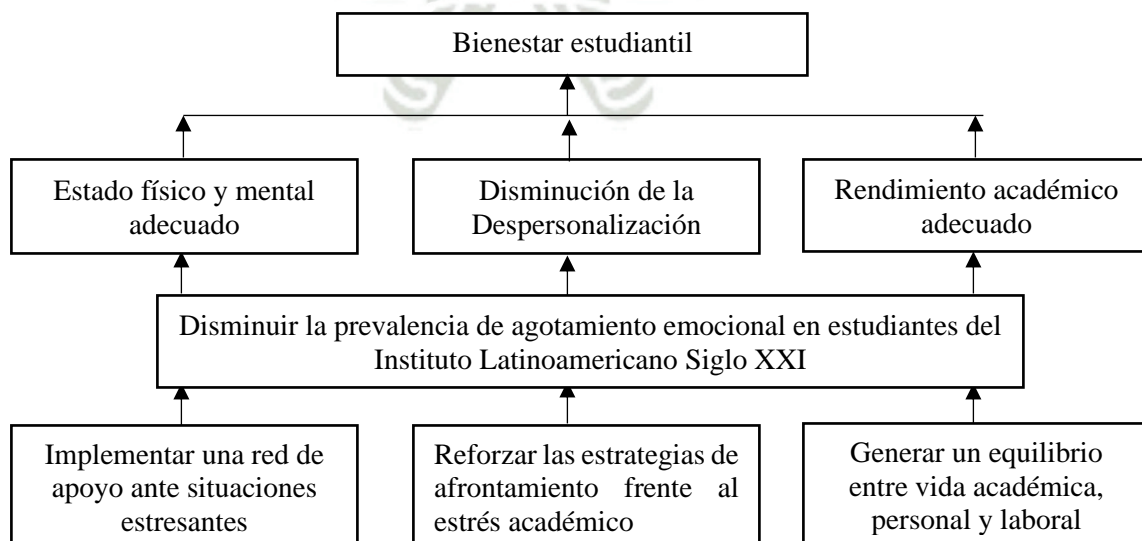 Bienestar estudiantil
Estado físico y mental
adecuado
Disminución de la
Despersonalización
Rendimiento académico
adecuado
Disminuir la prevalencia de agotamiento emocional en estudiantes del
Instituto Latinoamericano Siglo XXI
Implementar una red de
apoyo ante situaciones
estresantes
Reforzar las estrategias de
afrontamiento frente al
estrés académico
Generar un equilibrio
entre vida académica,
personal y laboral